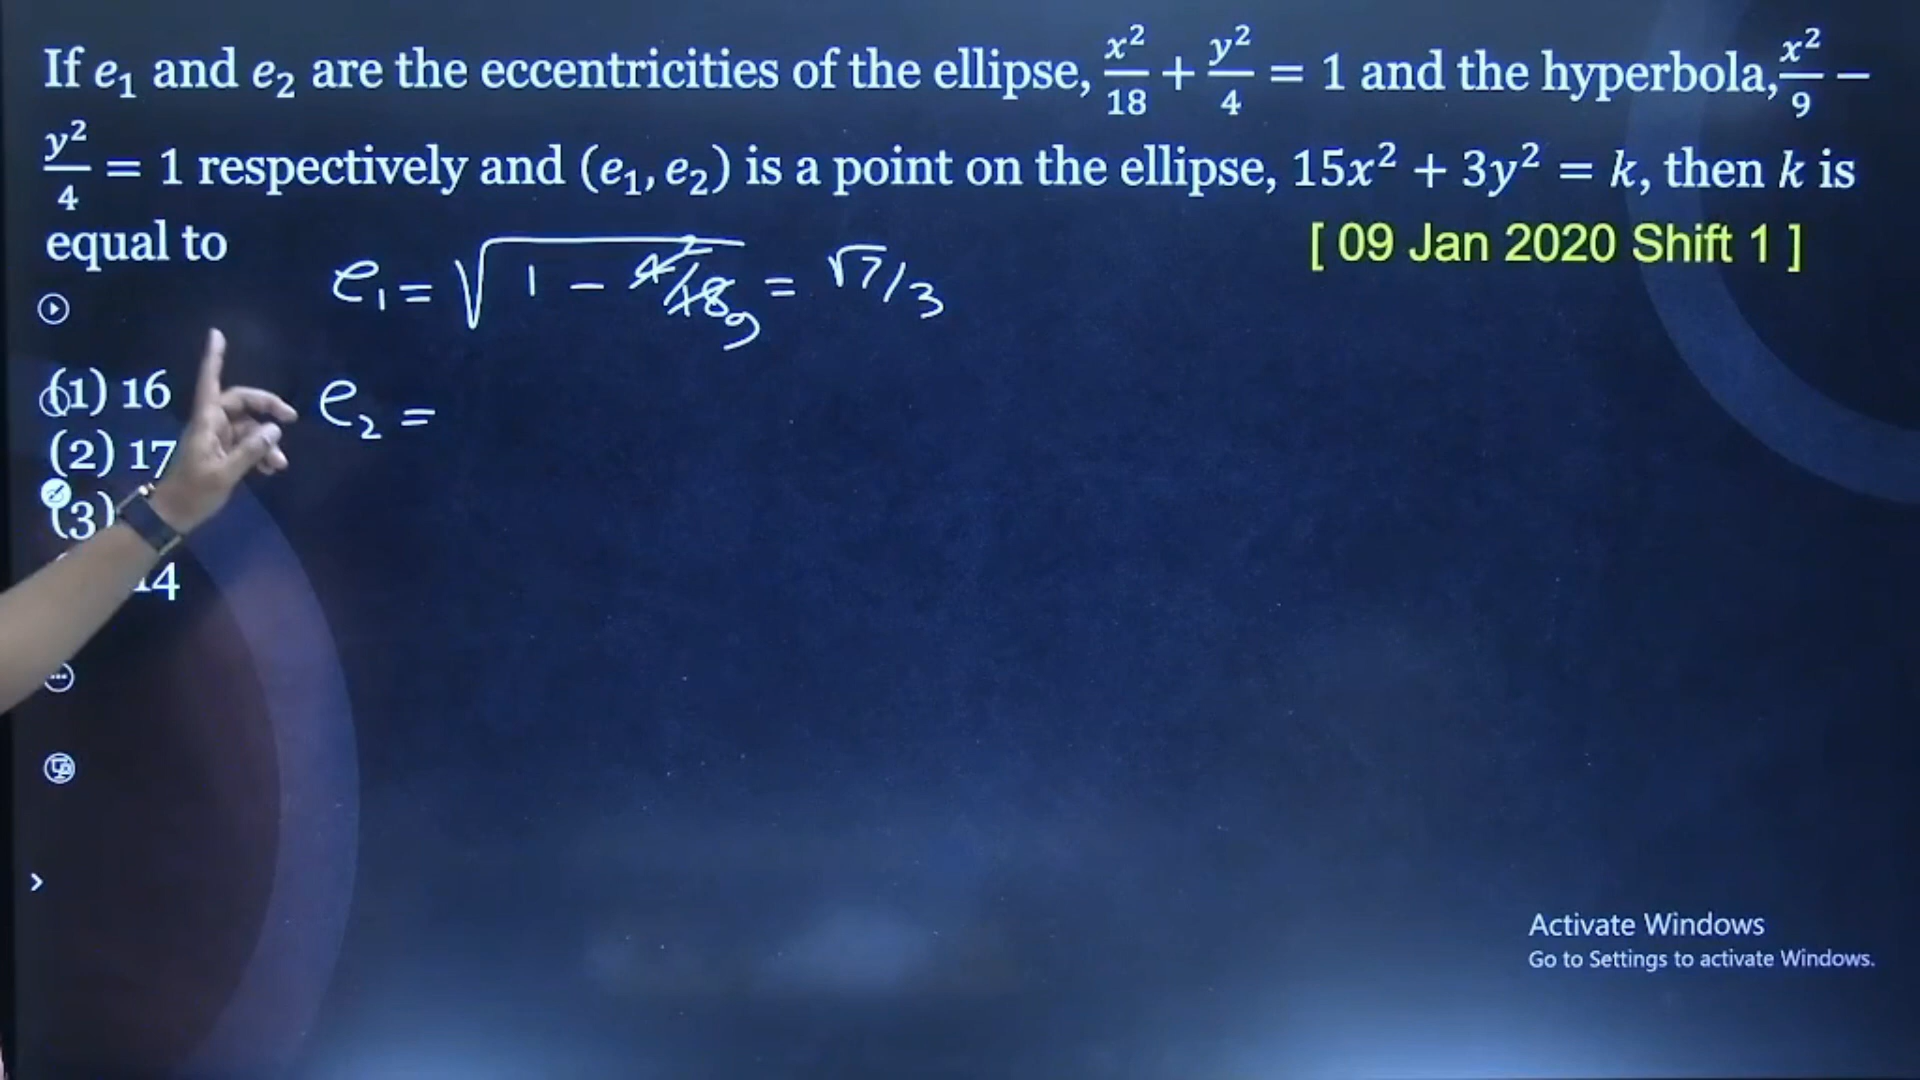 If e₁ and e₂ are the eccentricities of the ellipse, x²/18 + y²/4 = 1 and the hyperbola, x²/9 −
y²/4 = 1 respectively and (e₁, e₂) is a point on the ellipse, 15x² + 3y² = k, then k is
equal to
[ 09 Jan 2020 Shift 1 ]
e₁ = √(1 − 4²/18₉) = √7/3
(1) 16
e₂ =
(2) 17
(3)
14
Activate Windows
Go to Settings to activate Windows.